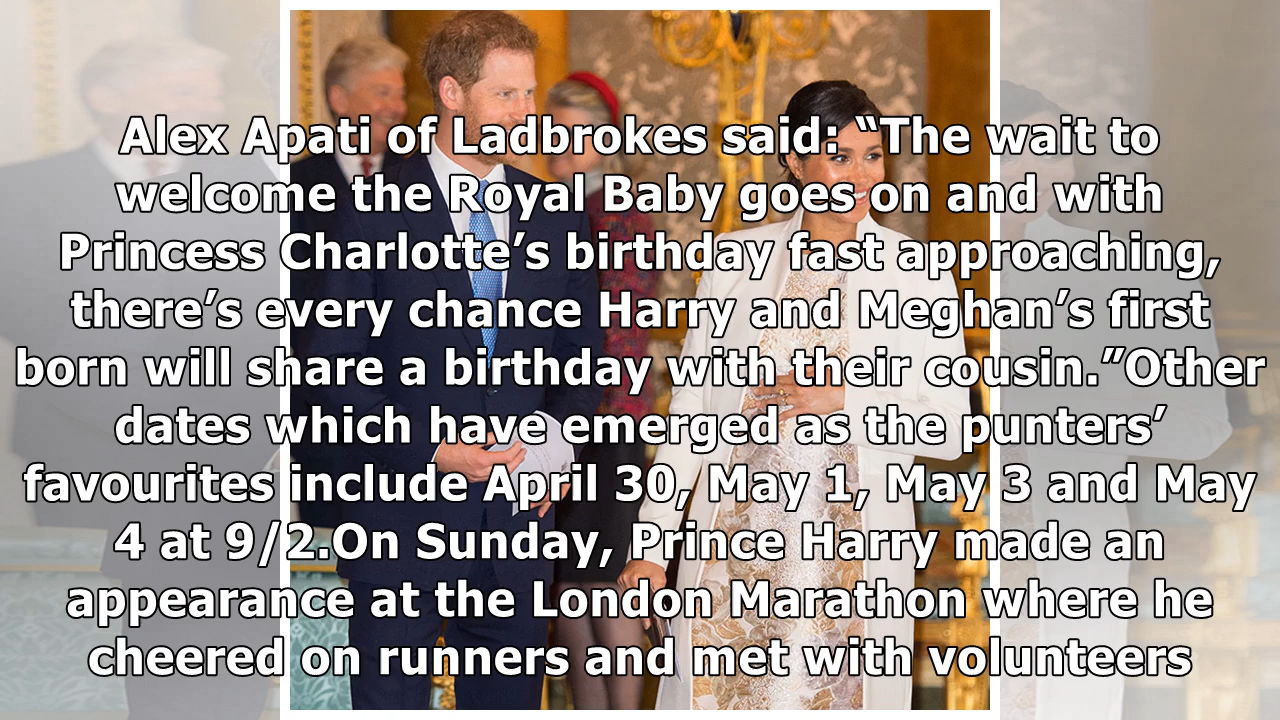 Alex Apati of Ladbrokes said: “The wait to
welcome the Royal Baby goes on and with
Princess Charlotte’s birthday fast approaching,
there’s every chance Harry and Meghan’s first
born will share a birthday with their cousin.”Other
dates which have emerged as the punters’
favourites include April 30, May 1, May 3 and May
4 at 9/2.On Sunday, Prince Harry made an
appearance at the London Marathon where he
cheered on runners and met with volunteers